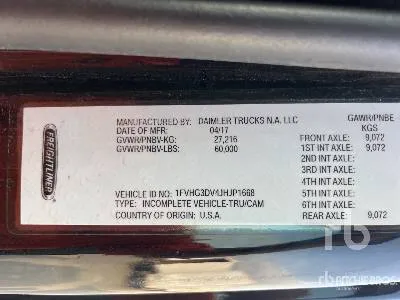 FREIGHTLINER
MANUFACTURED BY: DAIMLER TRUCKS N.A. LLC
DATE OF MFR: 04/17
GVWR/PNBV-KG: 27,216
GVWR/PNBV-LBS: 60,000
VEHICLE ID NO.: 1FVHG3DV4JHJP1668
TYPE: INCOMPLETE VEHICLE-TRU/CAM
COUNTRY OF ORIGIN: U.S.A.
GAWR/PNBE
KGS
FRONT AXLE: 9,072
1ST INT AXLE: 9,072
2ND INT AXLE:
3RD INT AXLE:
4TH INT AXLE:
5TH INT AXLE:
6TH INT AXLE:
REAR AXLE: 9,072
rb